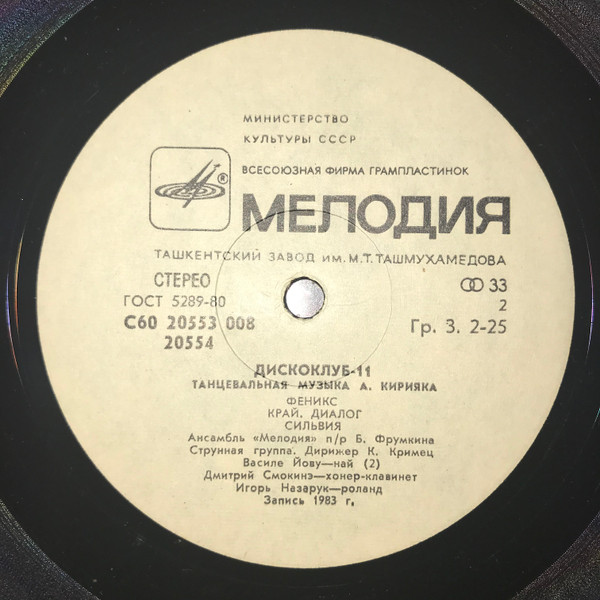 МИНИСТЕРСТВО
КУЛЬТУРЫ СССР
ВСЕСОЮЗНАЯ ФИРМА ГРАМПЛАСТИНОК
®
МЕЛОДИЯ
ТАШКЕНТСКИЙ ЗАВОД ИМ. М.Т. ТАШМУХАМЕДОВА
СТЕРЕО 33
ГОСТ 5289-80 2
С60 20553 008 Гр. 3. 2-25
20554
ДИСКОКЛУБ-11
ТАНЦЕВАЛЬНАЯ МУЗЫКА А. КИРИЯКА
ФЕНИКС
КРАЙ. ДИАЛОГ
СИЛЬВИЯ
Ансамбль «Мелодия» п/р Б. Фрумкина
Струнная группа. Дирижер К. Кримец
Василе Йову—най (2)
Дмитрий Смокинэ—хонер-клавинет
Игорь Назарук—роланд
Запись 1983 г.